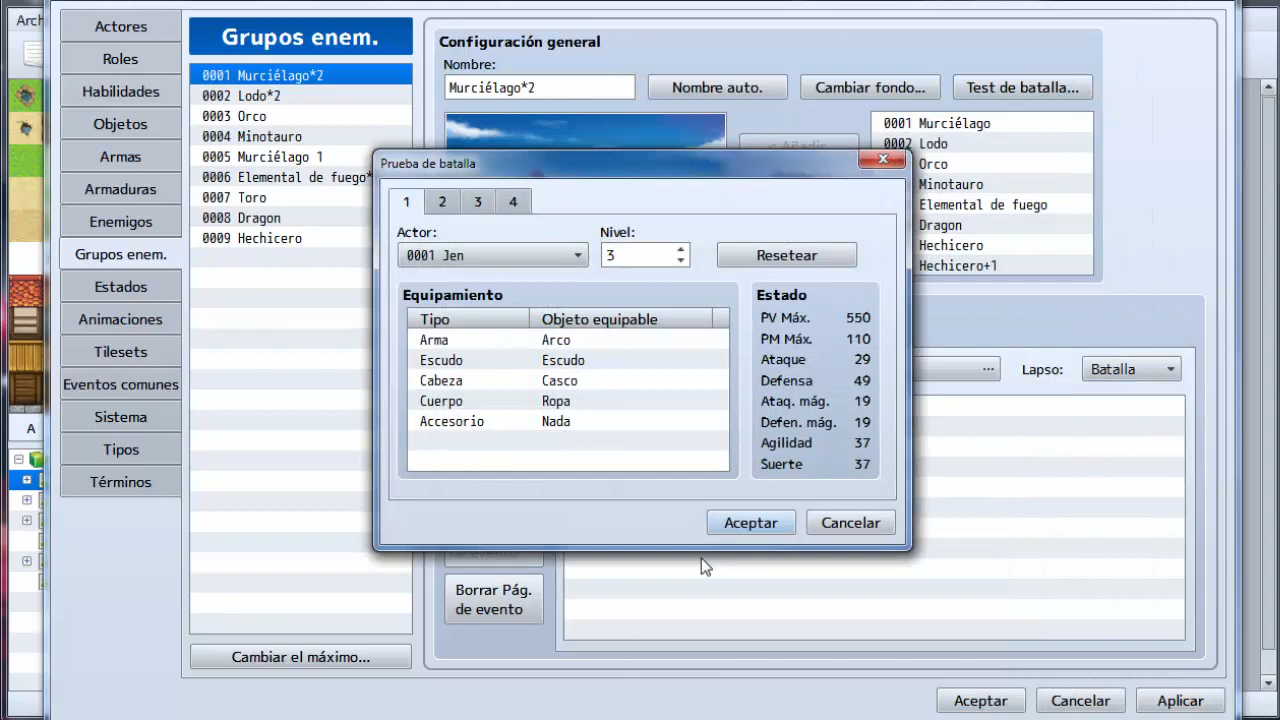 Arch
Actores
Roles
Habilidades
Objetos
Armas
Armaduras
Enemigos
Grupos enem.
Estados
Animaciones
Tilesets
Eventos comunes
Sistema
Tipos
Términos
A
Grupos enem.
0001 Murciélago*2
0002 Lodo*2
0003 Orco
0004 Minotauro
0005 Murciélago 1
0006 Elemental de fuego*
0007 Toro
0008 Dragon
0009 Hechicero
Cambiar el máximo...
Configuración general
Nombre:
Murciélago*2
Nombre auto.
Cambiar fondo...
Test de batalla...
< Añadir
0001 Murciélago
0002 Lodo
Orco
Minotauro
Elemental de fuego
Dragon
Hechicero
Hechicero+1
Prueba de batalla
1 2 3 4
Actor:
0001 Jen
Nivel:
3
Resetear
Equipamiento
Tipo Objeto equipable
Arma Arco
Escudo Escudo
Cabeza Casco
Cuerpo Ropa
Accesorio Nada
Estado
PV Máx. 550
PM Máx. 110
Ataque 29
Defensa 49
Ataq. mág. 19
Defen. mág. 19
Agilidad 37
Suerte 37
Aceptar
Cancelar
...
Lapso:
Batalla
de evento
Borrar Pág.
de evento
Aceptar
Cancelar
Aplicar